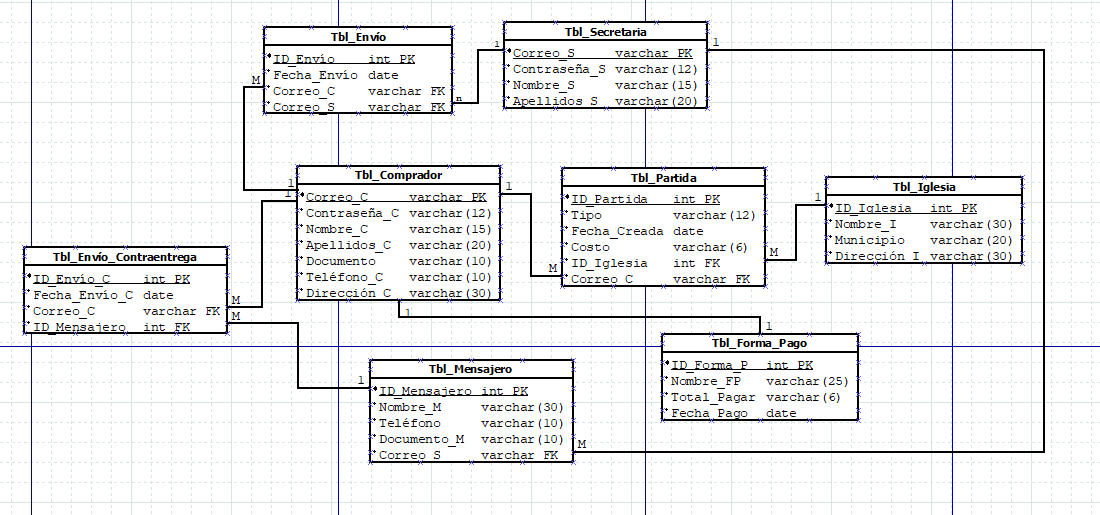 Tbl_Envío
ID_Envío int PK
Fecha_Envío date
Correo_C varchar FK
Correo_S varchar FK
M
n
Tbl_Secretaria
Correo_S varchar PK
Contraseña_S varchar(12)
Nombre_S varchar(15)
Apellidos_S varchar(20)
1
1
Tbl_Comprador
Correo_C varchar PK
Contraseña_C varchar(12)
Nombre_C varchar(15)
Apellidos_C varchar(20)
Documento varchar(10)
Teléfono_C varchar(10)
Dirección_C varchar(30)
1
1
1
1
Tbl_Partida
ID_Partida int PK
Tipo varchar(12)
Fecha_Creada date
Costo varchar(6)
ID_Iglesia int FK
Correo_C varchar FK
M
M
Tbl_Iglesia
ID_Iglesia int PK
Nombre_I varchar(30)
Municipio varchar(20)
Dirección_I varchar(30)
1
Tbl_Envío_Contraentrega
ID_Envío_C int PK
Fecha_Envío_C date
Correo_C varchar FK
ID_Mensajero int FK
M
M
Tbl_Forma_Pago
ID_Forma_P int PK
Nombre_FP varchar(25)
Total_Pagar varchar(6)
Fecha_Pago date
1
Tbl_Mensajero
ID_Mensajero int PK
Nombre_M varchar(30)
Teléfono varchar(10)
Documento_M varchar(10)
Correo_S varchar FK
1
M